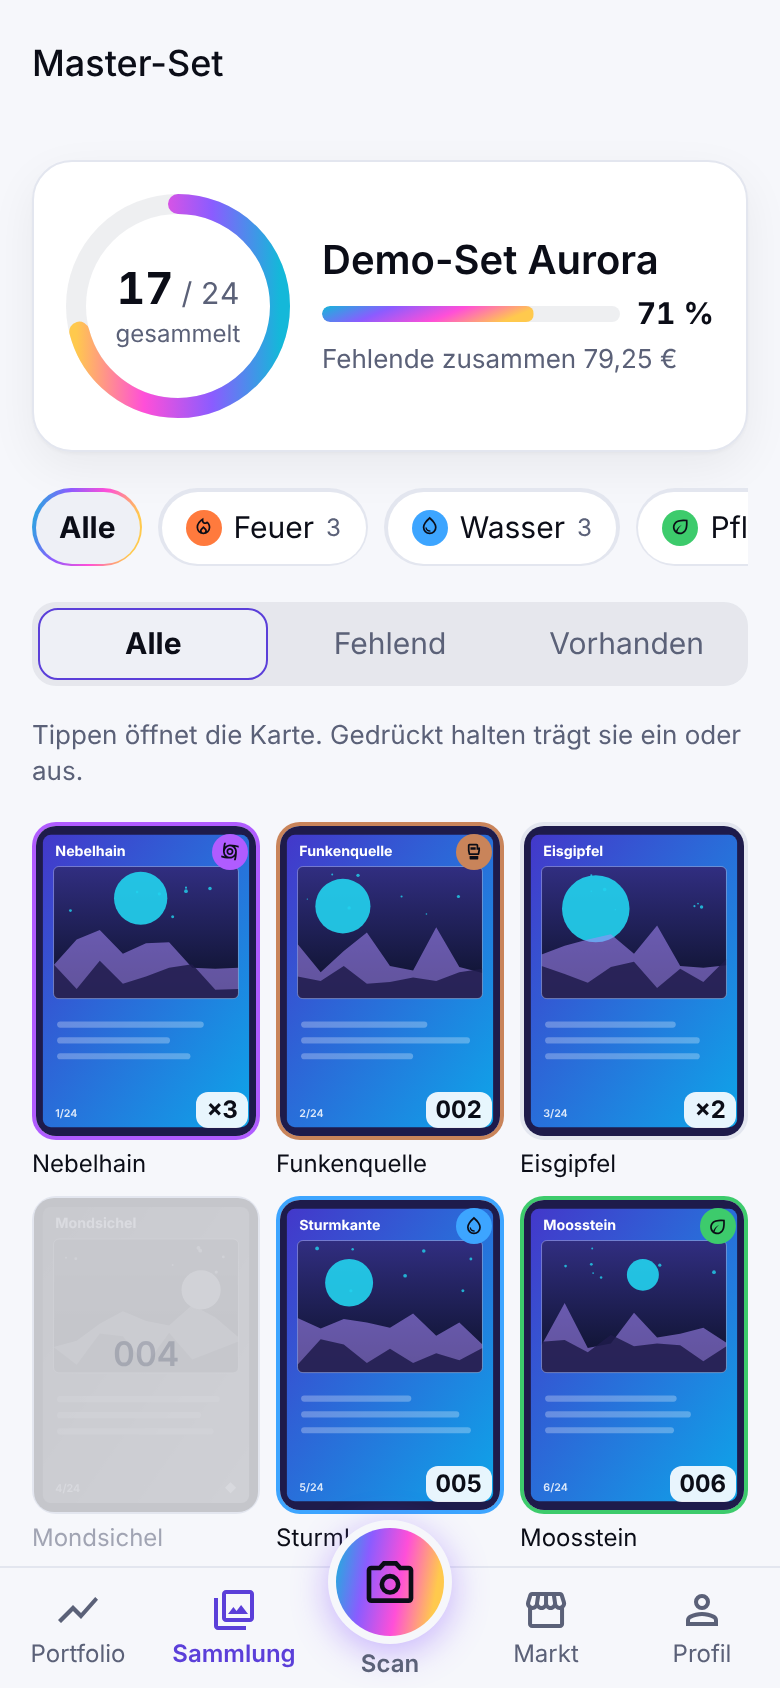 Master-Set
17 / 24
gesammelt
Demo-Set Aurora
71 %
Fehlende zusammen 79,25 €
Alle
Feuer 3
Wasser 3
Pfl
Alle
Fehlend
Vorhanden
Tippen öffnet die Karte. Gedrückt halten trägt sie ein oder
aus.
Nebelhain
1/24
×3
Nebelhain
Funkenquelle
2/24
002
Funkenquelle
Eisgipfel
3/24
×2
Eisgipfel
Mondsichel
004
4/24
Mondsichel
Sturmkante
5/24
005
Sturml
Moosstein
6/24
006
Moosstein
Portfolio
Sammlung
Scan
Markt
Profil